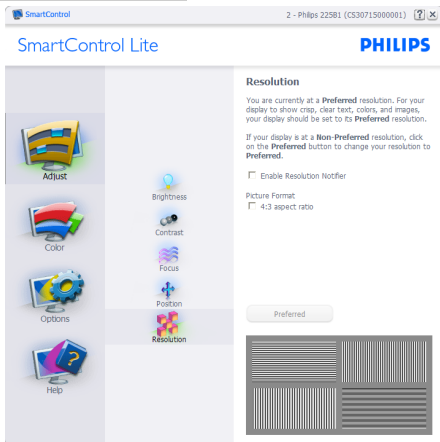 SmartControl
2 - Philips 225B1 (CS30715000001)
SmartControl Lite
PHILIPS
Adjust
Color
Options
Help
Brightness
Contrast
Focus
Position
Resolution
Resolution
You are currently at a Preferred resolution. For your
display to show crisp, clear text, colors, and images,
your display should be set to its Preferred resolution.
If your display is at a Non-Preferred resolution, click
on the Preferred button to change your resolution to
Preferred.
Enable Resolution Notifier
Picture Format
4:3 aspect ratio
Preferred